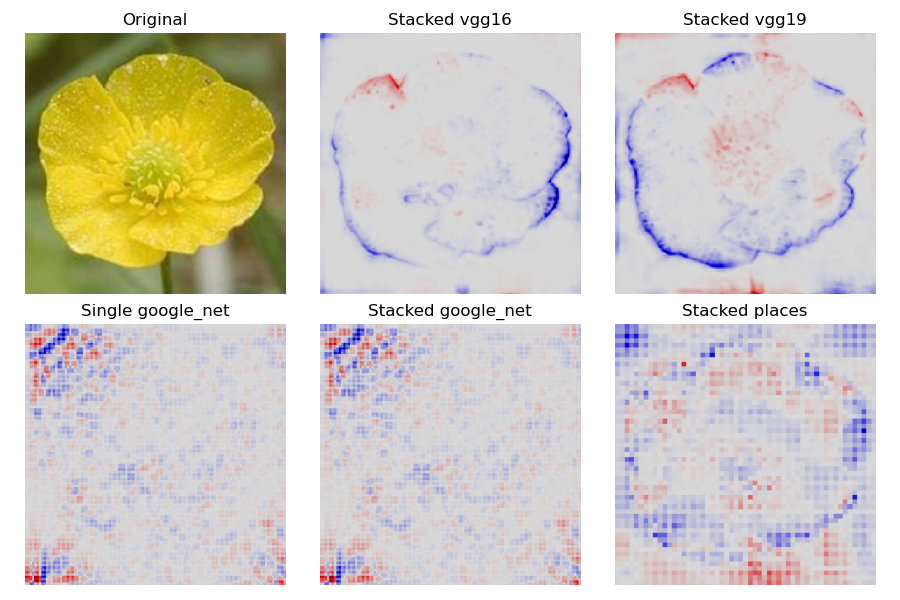 Original
Stacked vgg16
Stacked vgg19
Single google_net
Stacked google_net
Stacked places